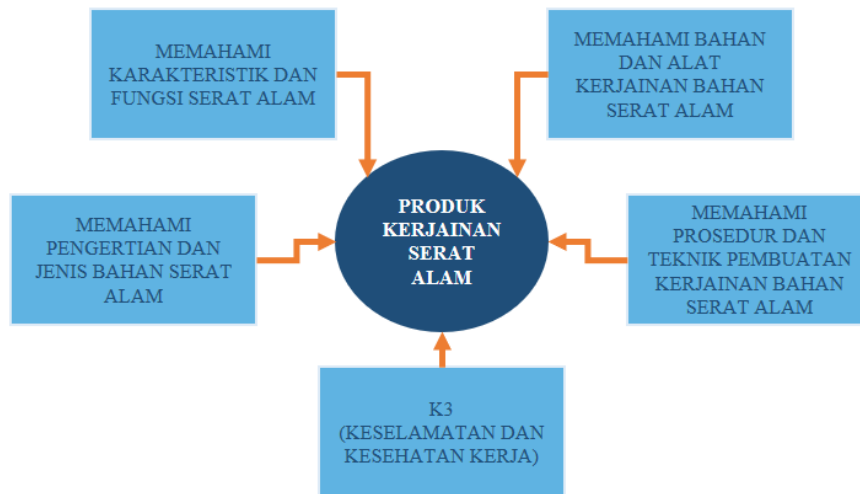 MEMAHAMI
KARAKTERISTIK DAN
FUNGSI SERAT ALAM
MEMAHAMI BAHAN
DAN ALAT
KERJAINAN BAHAN
SERAT ALAM
MEMAHAMI
PENGERTIAN DAN
JENIS BAHAN SERAT
ALAM
PRODUK
KERJAINAN
SERAT
ALAM
MEMAHAMI
PROSEDUR DAN
TEKNIK PEMBUATAN
KERJAINAN BAHAN
SERAT ALAM
K3
(KESELAMATAN DAN
KESEHATAN KERJA)